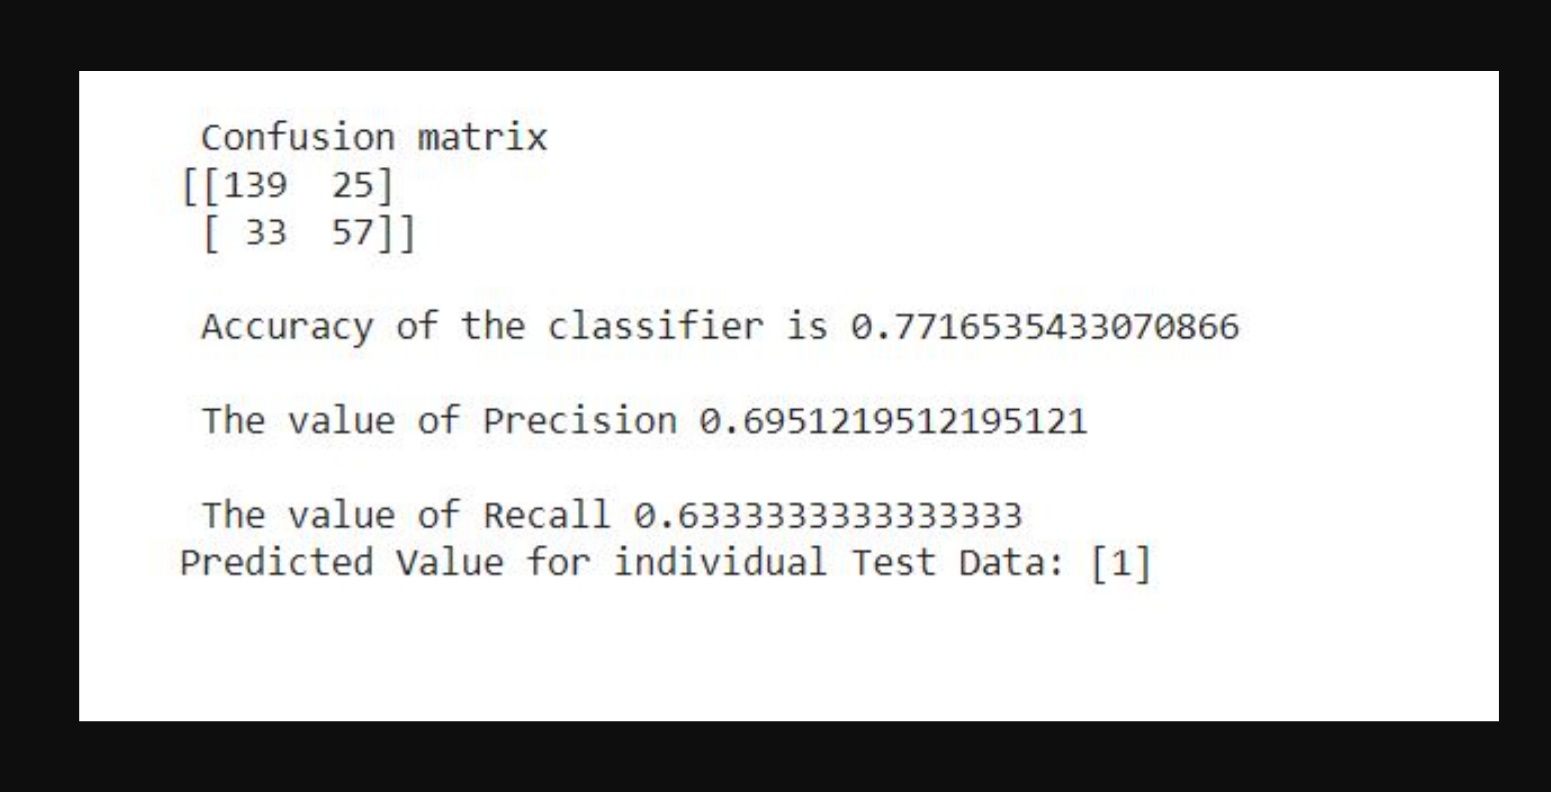 Confusion matrix
[[139  25]
 [ 33  57]]
Accuracy of the classifier is 0.7716535433070866
The value of Precision 0.6951219512195121
The value of Recall 0.6333333333333333
Predicted Value for individual Test Data: [1]